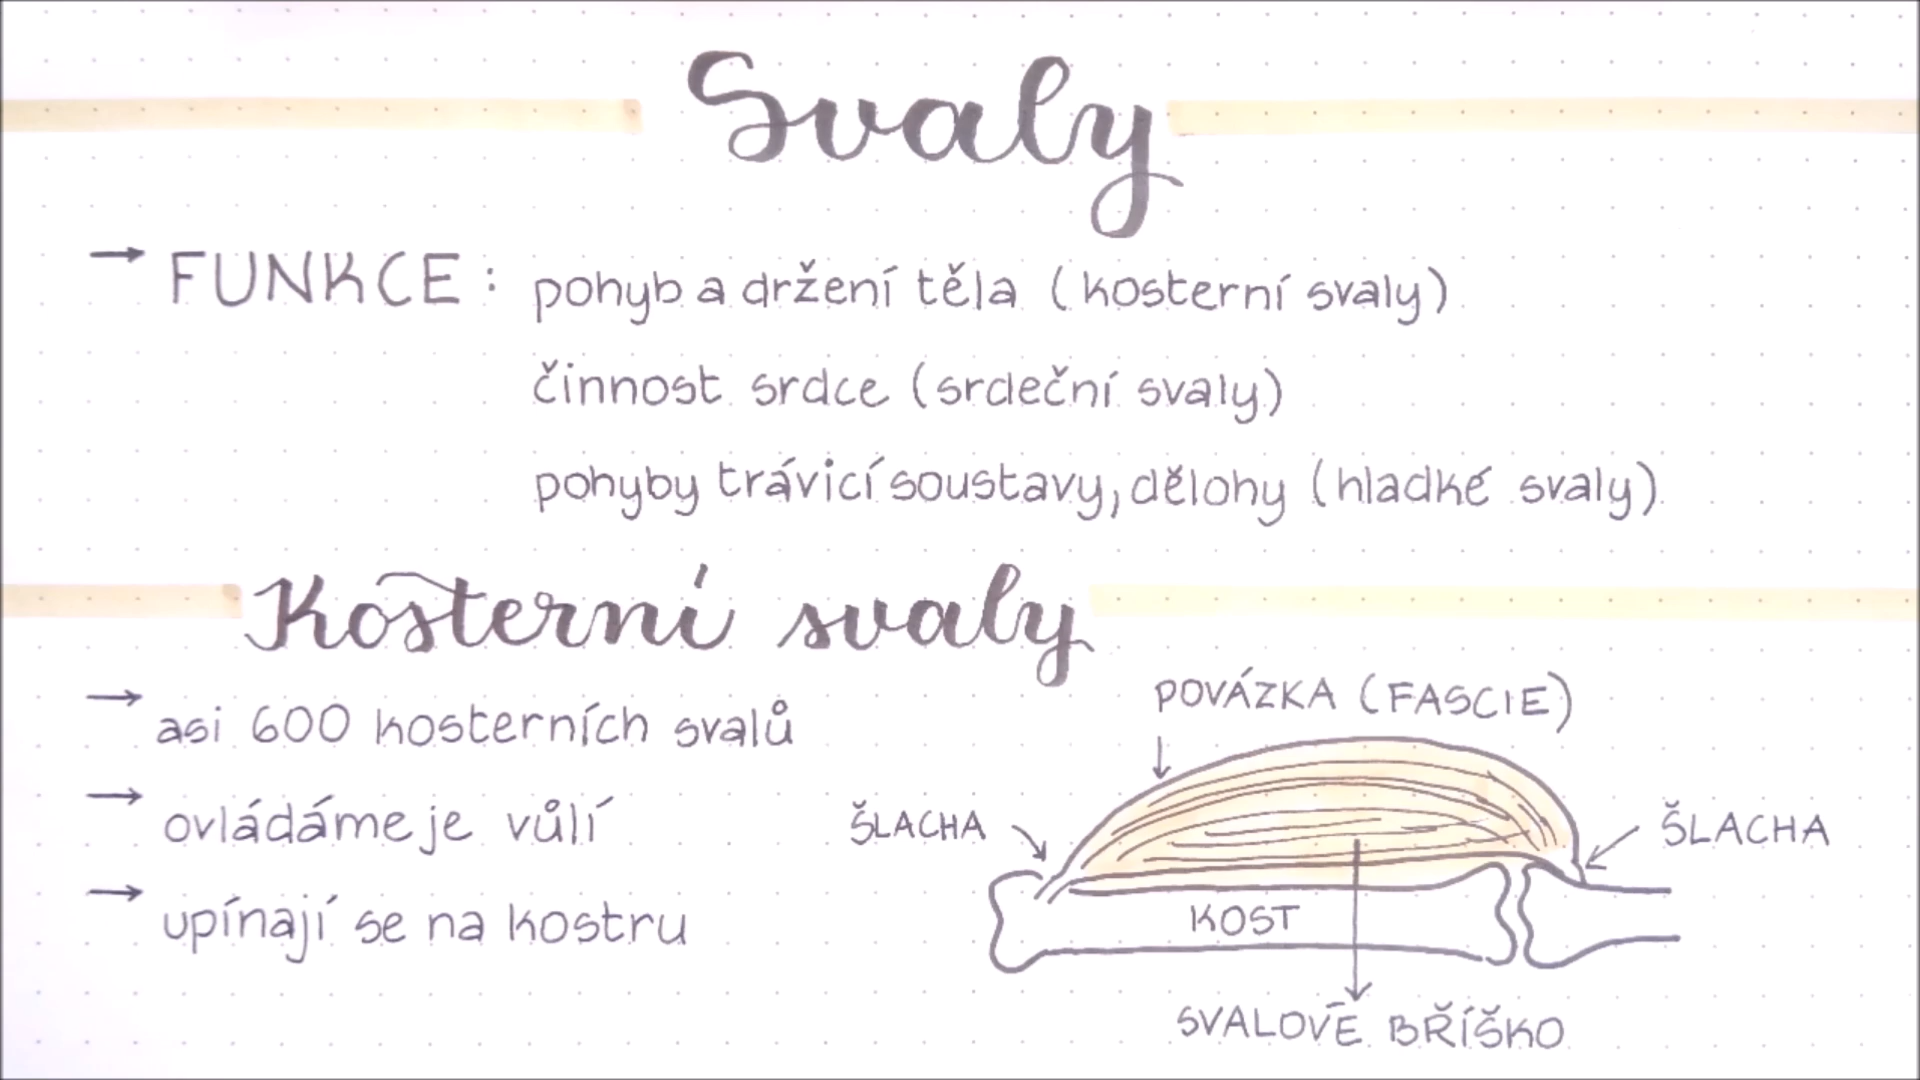 Svaly
→ FUNKCE: pohyb a držení těla (kosterní svaly)
činnost srdce (srdeční svaly)
pohyby trávicí soustavy, dělohy (hladké svaly)
Kosterní svaly
→ asi 600 kosterních svalů
→ ovládáme je vůlí
→ upínají se na kostru
POVÁZKA (FASCIE)
ŠLACHA
ŠLACHA
KOST
SVALOVÉ BŘÍŠKO